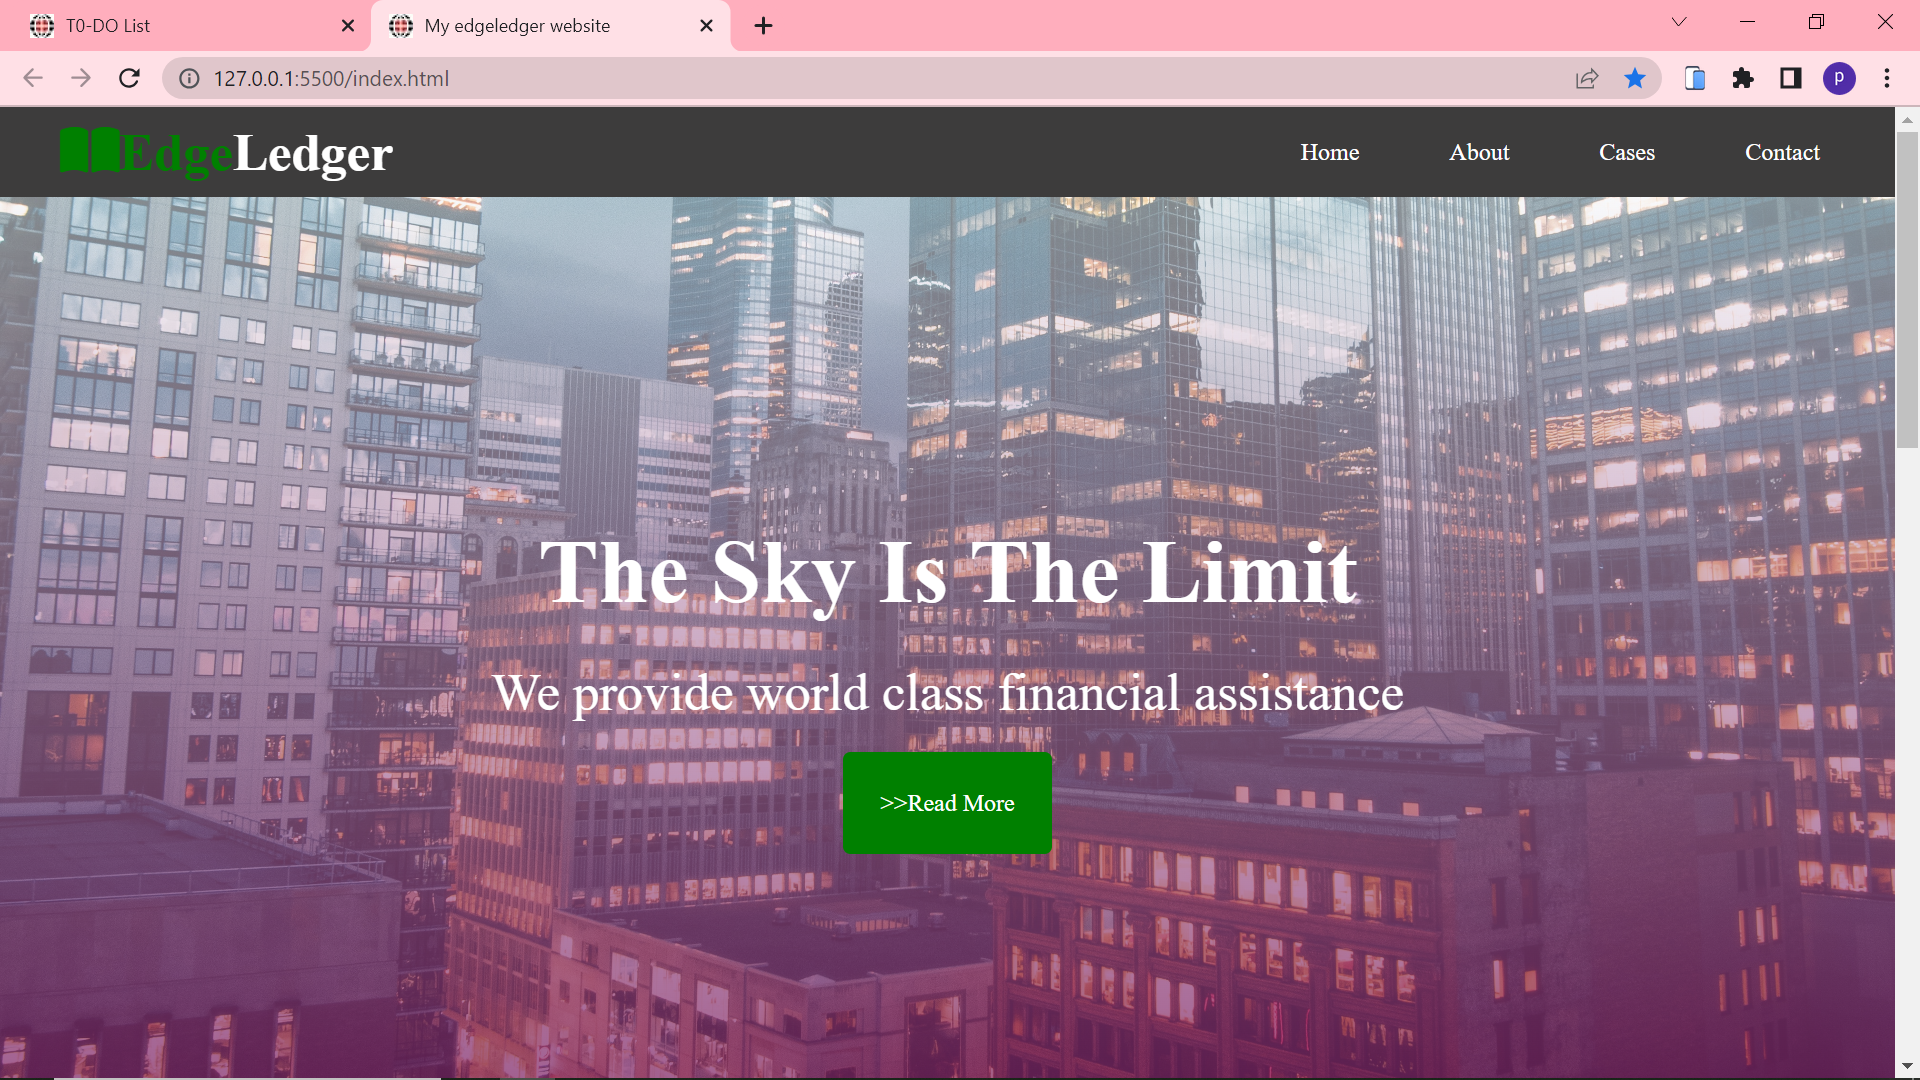 T0-DO List
My edgeledger website
127.0.0.1:5500/index.html
p
EdgeLedger
Home
About
Cases
Contact
The Sky Is The Limit
We provide world class financial assistance
>>Read More